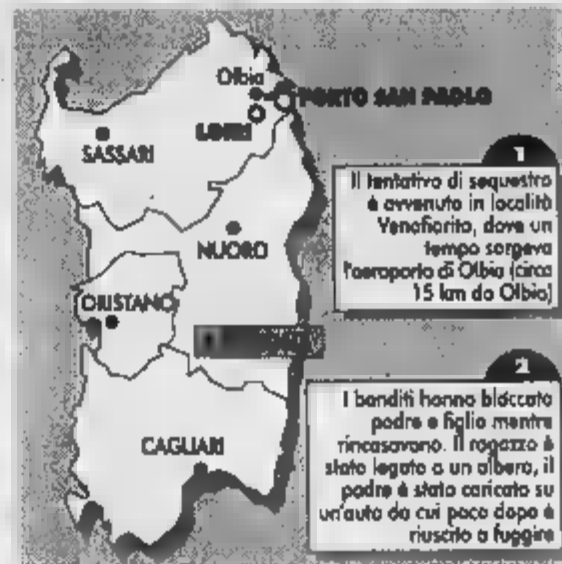 Olbia
PORTO SAN PAOLO
LOIRI
SASSARI
NUORO
ORISTANO
CAGLIARI
1
Il tentativo di sequestro
è avvenuto in località
Venafiorita, dove un
tempo sorgeva
l'aeroporto di Olbia (circa
15 km da Olbia)
2
I banditi hanno bloccato
padre e figlio mentre
rincasavano. Il ragazzo è
stato legato a un albero, il
padre è stato caricato su
un'auto da cui poco dopo è
riuscito a fuggire